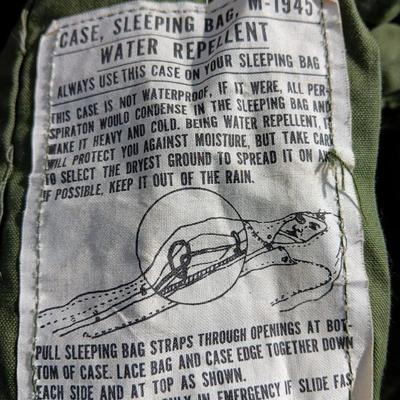 CASE, SLEEPING BAG, M-1945
WATER REPELLENT
ALWAYS USE THIS CASE ON YOUR SLEEPING BAG
THIS CASE IS NOT WATERPROOF, IF IT WERE, ALL PER-
SPIRATON WOULD CONDENSE IN THE SLEEPING BAG AND
MAKE IT HEAVY AND COLD. BEING WATER REPELLENT, IT
WILL PROTECT YOU AGAINST MOISTURE, BUT TAKE CARE
TO SELECT THE DRYEST GROUND TO SPREAD IT ON AND
IF POSSIBLE, KEEP IT OUT OF THE RAIN.
PULL SLEEPING BAG STRAPS THROUGH OPENINGS AT BOT-
TOM OF CASE. LACE BAG AND CASE EDGE TOGETHER DOWN
EACH SIDE AND AT TOP AS SHOWN.
ONLY IN EMERGENCY IF SLIDE FAS